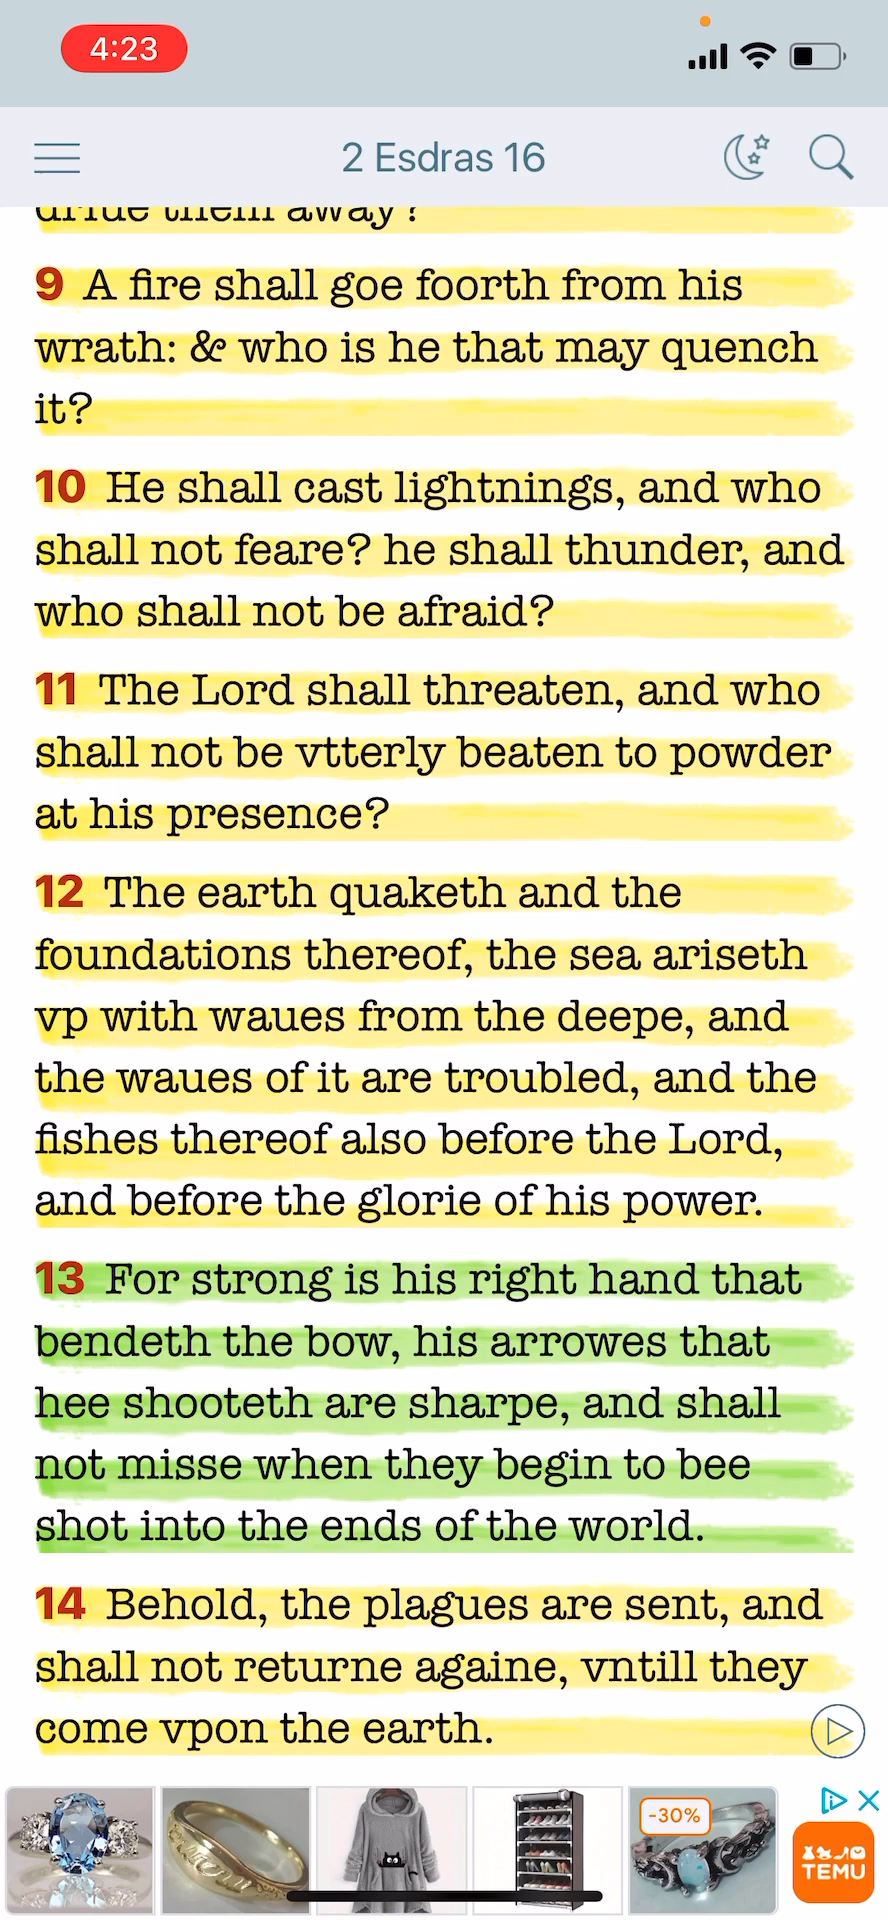 4:23
2 Esdras 16
driue them away?
9 A fire shall goe foorth from his
wrath: & who is he that may quench
it?
10 He shall cast lightnings, and who
shall not feare? he shall thunder, and
who shall not be afraid?
11 The Lord shall threaten, and who
shall not be vtterly beaten to powder
at his presence?
12 The earth quaketh and the
foundations thereof, the sea ariseth
vp with waues from the deepe, and
the waues of it are troubled, and the
fishes thereof also before the Lord,
and before the glorie of his power.
13 For strong is his right hand that
bendeth the bow, his arrowes that
hee shooteth are sharpe, and shall
not misse when they begin to bee
shot into the ends of the world.
14 Behold, the plagues are sent, and
shall not returne againe, vntill they
come vpon the earth.
-30%
TEMU